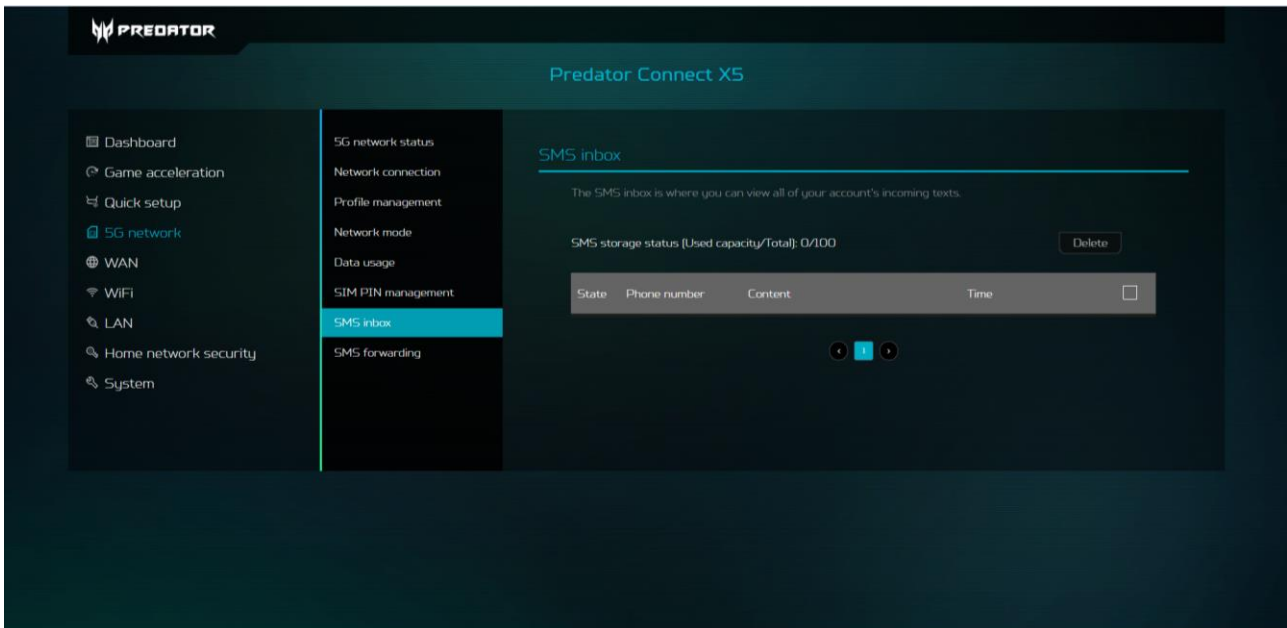 PREDATOR
Predator Connect X5
Dashboard
Game acceleration
Quick setup
5G network
WAN
WiFi
LAN
Home network security
System
5G network status
Network connection
Profile management
Network mode
Data usage
SIM PIN management
SMS inbox
SMS forwarding
SMS inbox
The SMS inbox is where you can view all of your account's incoming texts.
SMS storage status (Used capacity/Total): 0/100 Delete
State Phone number Content Time
1